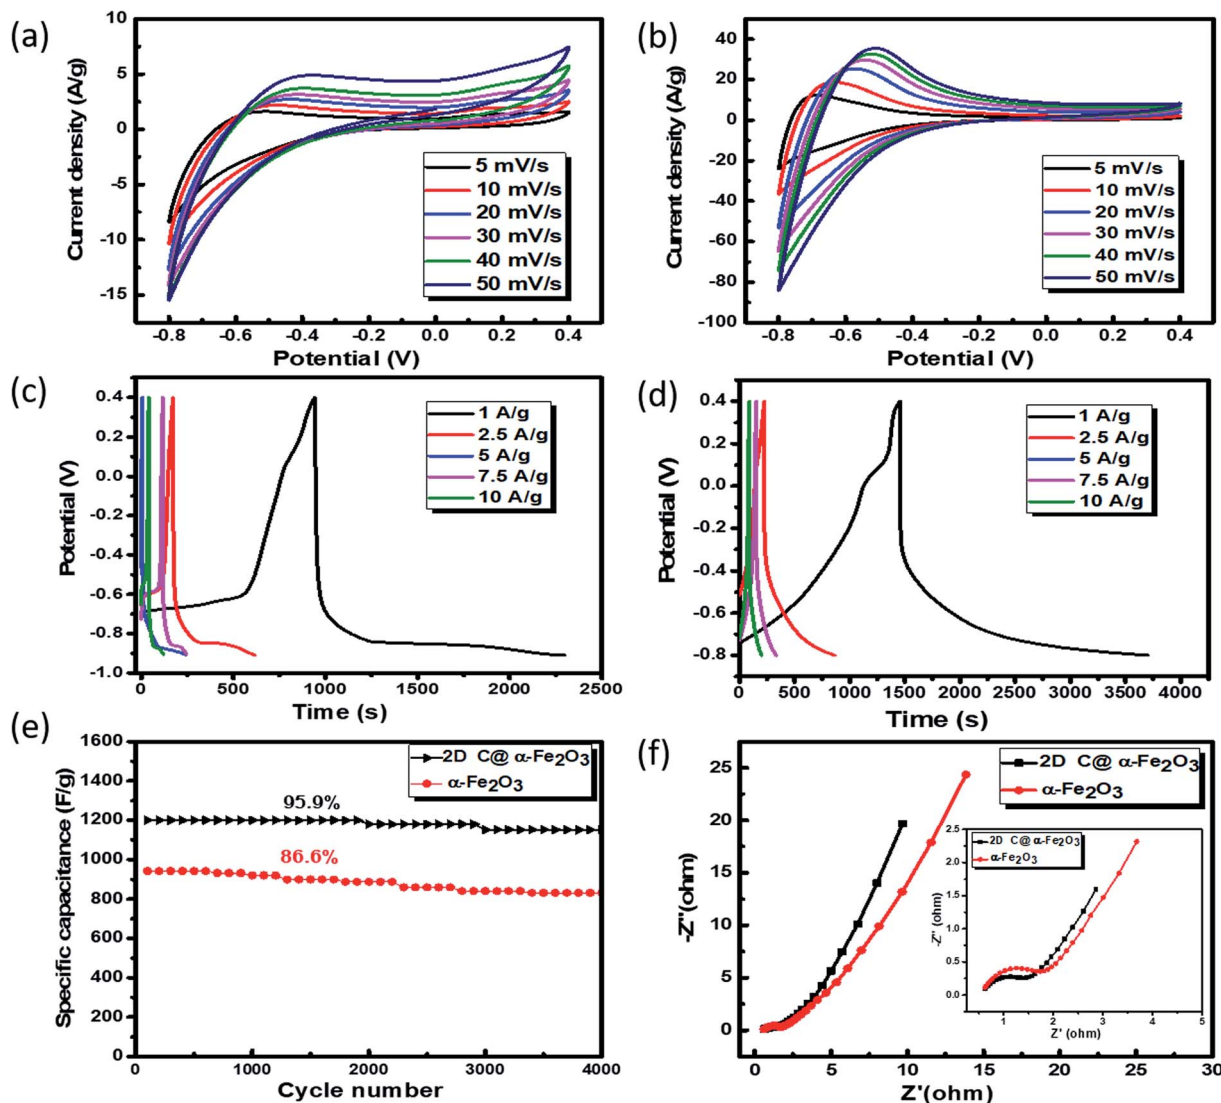 (a)
Current density (A/g)
10
5
0
-5
-10
-15
5 mV/s
10 mV/s
20 mV/s
30 mV/s
40 mV/s
50 mV/s
-0.8 -0.6 -0.4 -0.2 0.0 0.2 0.4
Potential (V)
(b)
Current density (A/g)
40
20
0
-20
-40
-60
-80
-100
5 mV/s
10 mV/s
20 mV/s
30 mV/s
40 mV/s
50 mV/s
-0.8 -0.6 -0.4 -0.2 0.0 0.2 0.4
Potential (V)
(c)
Potential (V)
0.4
0.0
-0.4
-0.6
-0.8
-1.0
1 A/g
2.5 A/g
5 A/g
7.5 A/g
10 A/g
0 500 1000 1500 2000 2500
Time (s)
(d)
Potential (V)
0.4
0.2
0.0
-0.2
-0.4
-0.6
-0.8
1 A/g
2.5 A/g
5 A/g
7.5 A/g
10 A/g
0 500 1000 1500 2000 2500 3000 3500 4000
Time (s)
(e)
Specific capacitance (F/g)
1600
1400
1200
1000
800
600
400
200
0
2D C@ α-Fe2O3
α-Fe2O3
95.9%
86.6%
0 1000 2000 3000 4000
Cycle number
(f)
-Z"(ohm)
25
20
15
10
5
0
2D C@ α-Fe2O3
α-Fe2O3
-Z" (ohm)
2.5
2.0
1.5
1.0
0.5
0.0
2D C@ α-Fe2O3
α-Fe2O3
0 1 2 3 4 5
Z' (ohm)
0 5 10 15 20 25 30
Z'(ohm)